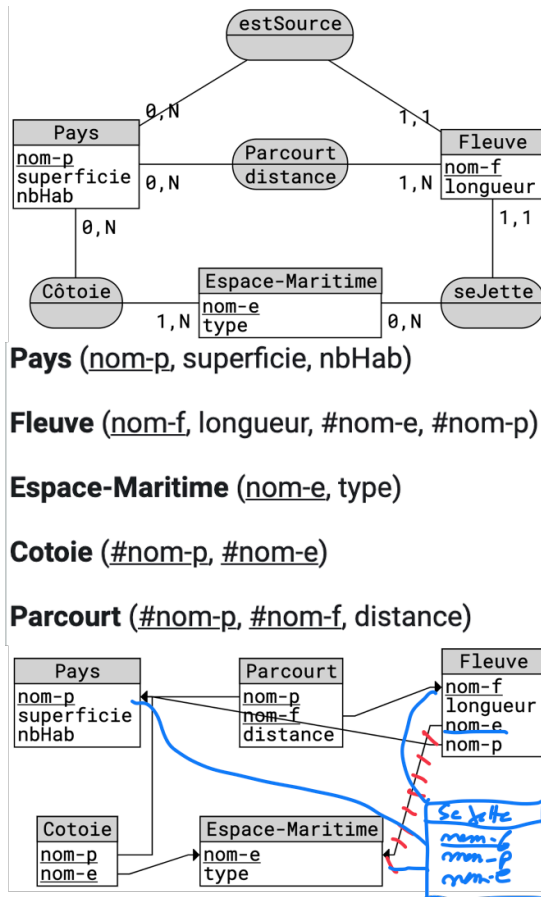 estSource
0,N
1,1
Pays
nom-p
superficie
nbHab
Parcourt
distance
Fleuve
nom-f
longueur
0,N
1,N
0,N
1,1
Côtoie
Espace-Maritime
nom-e
type
seJette
1,N
0,N
Pays (nom-p, superficie, nbHab)
Fleuve (nom-f, longueur, #nom-e, #nom-p)
Espace-Maritime (nom-e, type)
Cotoie (#nom-p, #nom-e)
Parcourt (#nom-p, #nom-f, distance)
Pays
nom-p
superficie
nbHab
Parcourt
nom-p
nom-f
distance
Fleuve
nom-f
longueur
nom-e
nom-p
Cotoie
nom-p
nom-e
Espace-Maritime
nom-e
type
Se Jette
nom-f
nom-p
nom-e